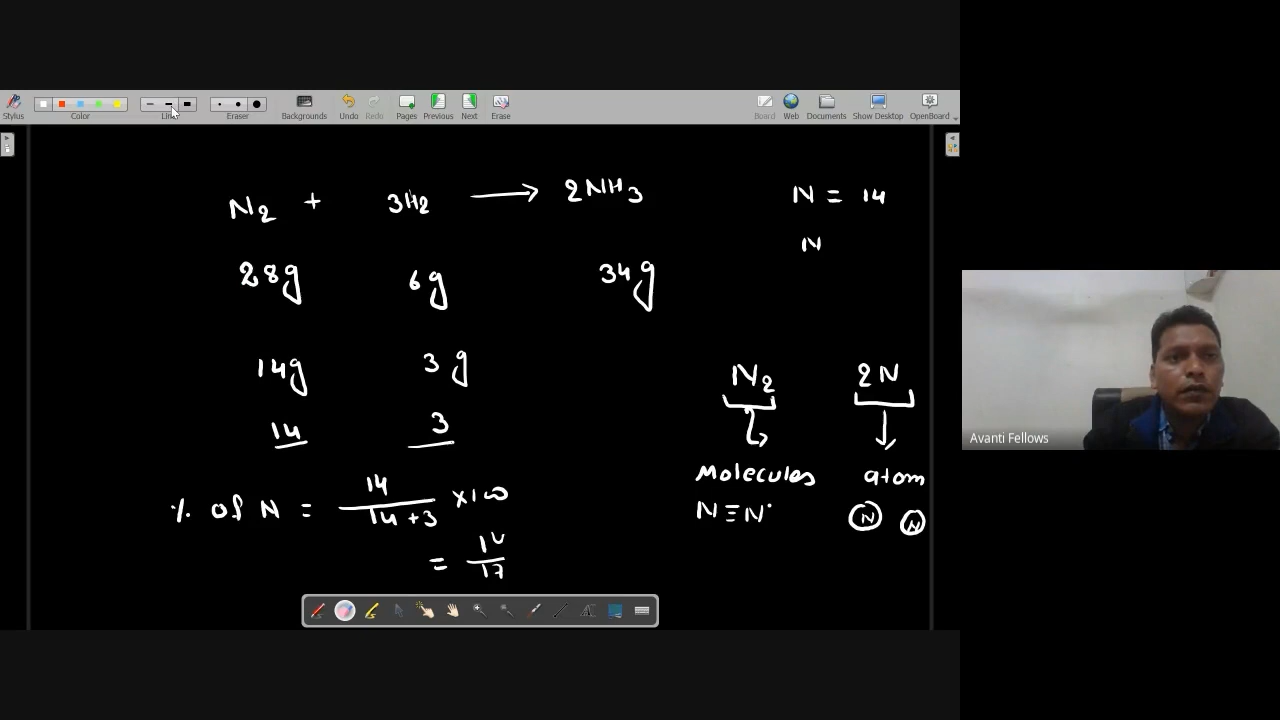 Stylus Color Line Eraser Backgrounds Undo Redo Pages Previous Next Erase Board Web Documents Show Desktop OpenBoard
N2 + 3H2 → 2NH3
N = 14
N
28g 6g 34g
14g 3g
14 3
% of N = 14 / 14+3 ×100
= 14 / 17
N2 2N
Molecules atom
N≡N N N
Avanti Fellows